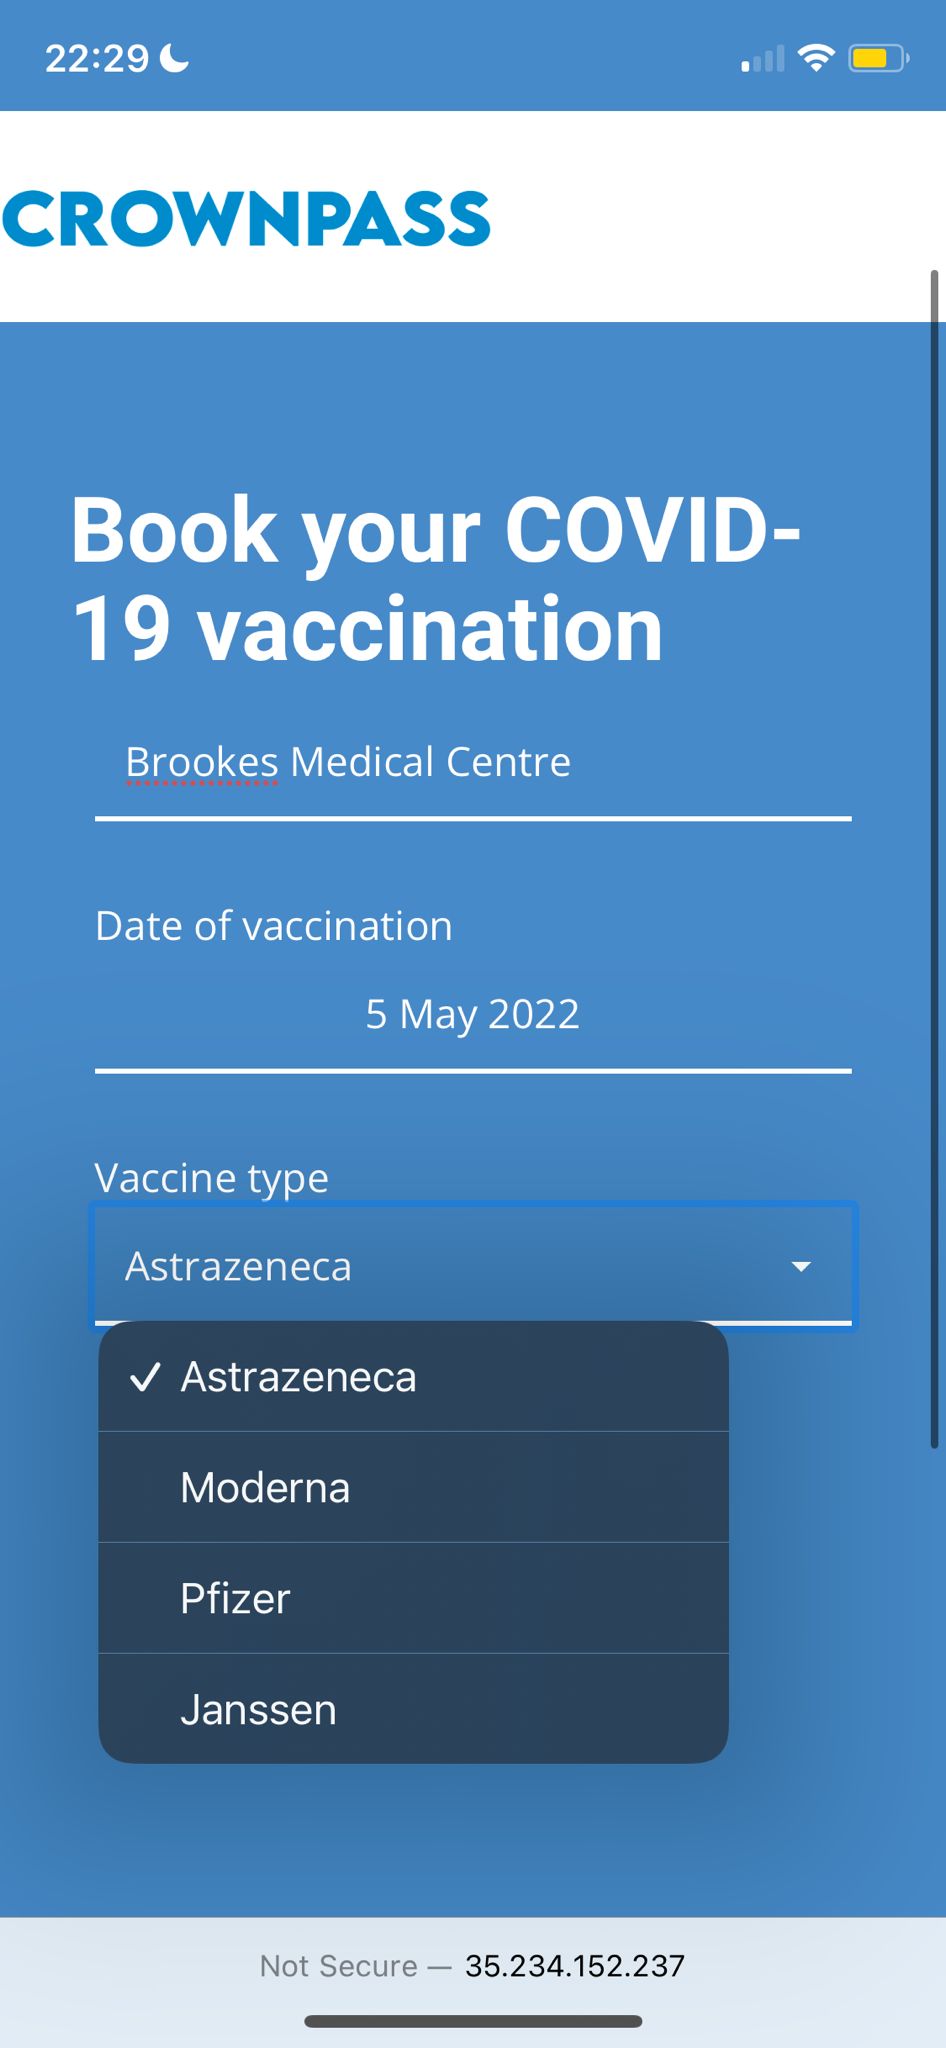 22:29
CROWNPASS
Book your COVID-
19 vaccination
Brookes Medical Centre
Date of vaccination
5 May 2022
Vaccine type
Astrazeneca
✓ Astrazeneca
Moderna
Pfizer
Janssen
Not Secure — 35.234.152.237